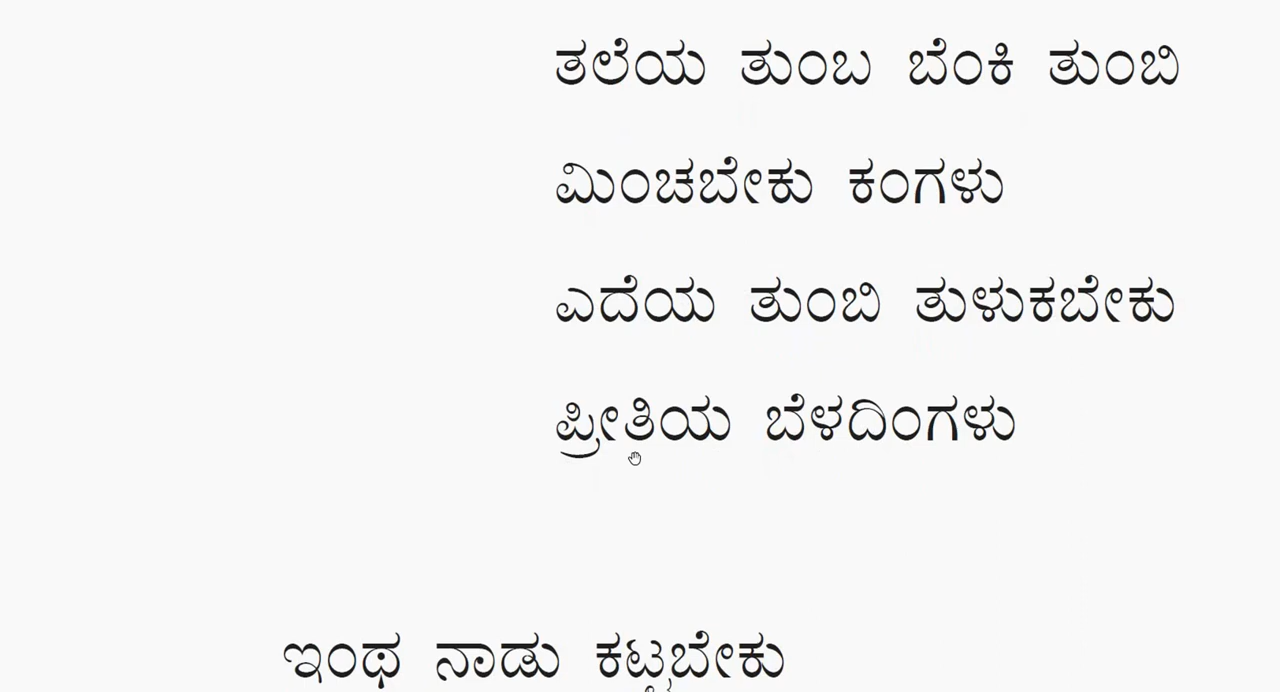 ತಲೆಯ ತುಂಬ ಬೆಂಕಿ ತುಂಬಿ
ಮಿಂಚಬೇಕು ಕಂಗಳು
ಎದೆಯ ತುಂಬಿ ತುಳುಕಬೇಕು
ಪ್ರೀತಿಯ ಬೆಳದಿಂಗಳು
ಇಂಥ ನಾಡು ಕಟ್ಟಬೇಕು